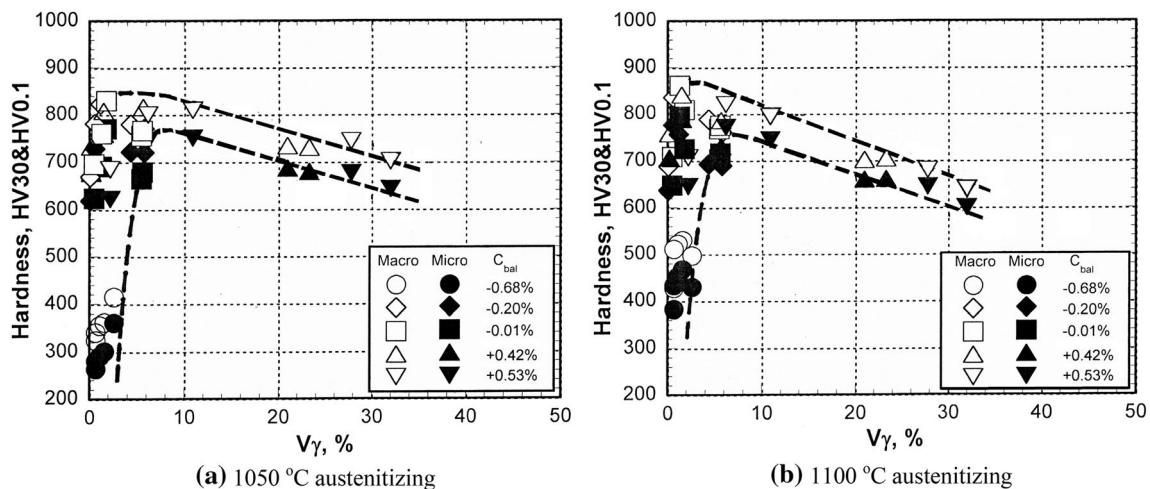 Hardness, HV30&HV0.1
1000
900
800
700
600
500
400
300
200
0 10 20 30 40 50
Vγ, %
Macro Micro C_bal
-0.68%
-0.20%
-0.01%
+0.42%
+0.53%
(a) 1050 °C austenitizing
Hardness, HV30&HV0.1
1000
900
800
700
600
500
400
300
200
0 10 20 30 40 50
Vγ, %
Macro Micro C_bal
-0.68%
-0.20%
-0.01%
+0.42%
+0.53%
(b) 1100 °C austenitizing